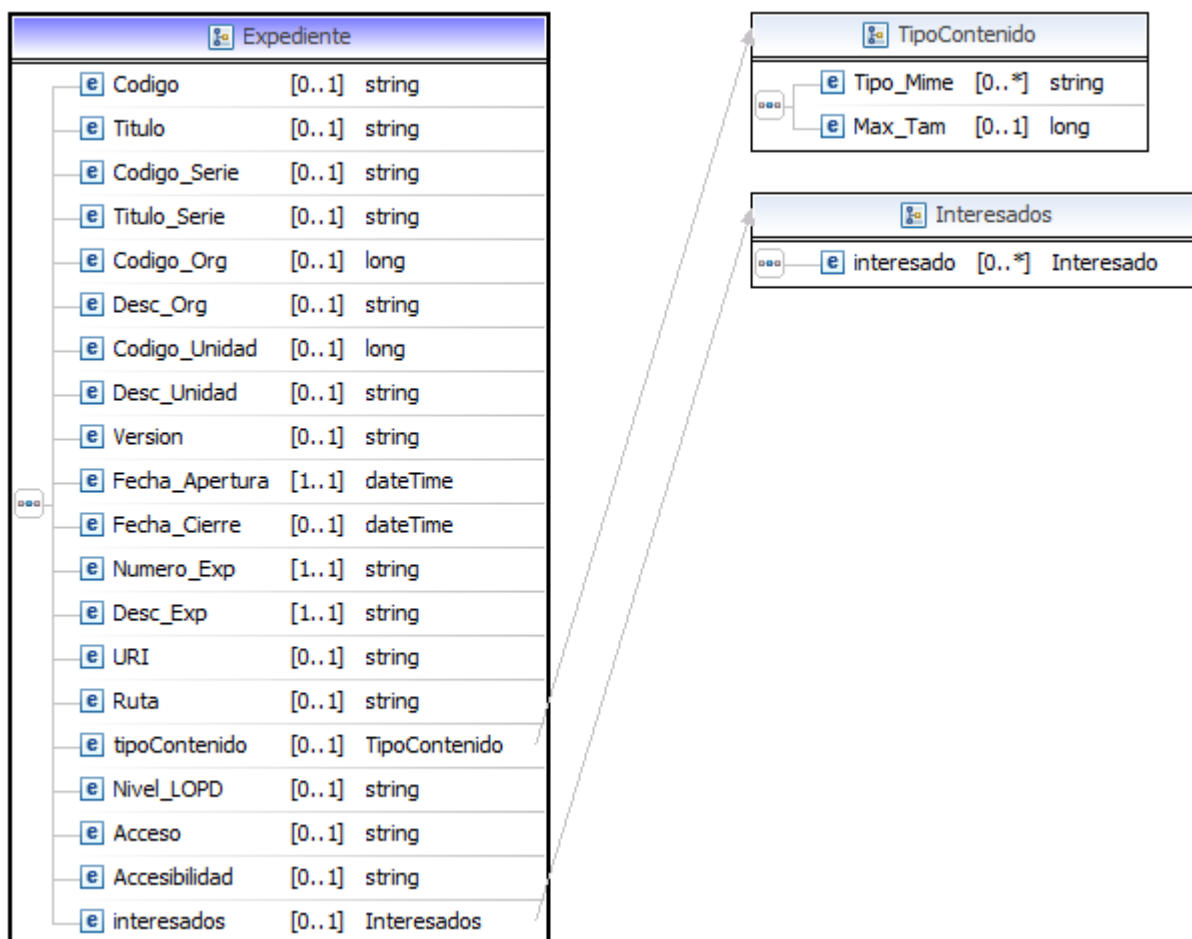 Expediente
e Codigo [0..1] string
e Titulo [0..1] string
e Codigo_Serie [0..1] string
e Titulo_Serie [0..1] string
e Codigo_Org [0..1] long
e Desc_Org [0..1] string
e Codigo_Unidad [0..1] long
e Desc_Unidad [0..1] string
e Version [0..1] string
e Fecha_Apertura [1..1] dateTime
e Fecha_Cierre [0..1] dateTime
e Numero_Exp [1..1] string
e Desc_Exp [1..1] string
e URI [0..1] string
e Ruta [0..1] string
e tipoContenido [0..1] TipoContenido
e Nivel_LOPD [0..1] string
e Acceso [0..1] string
e Accesibilidad [0..1] string
e interesados [0..1] Interesados
TipoContenido
e Tipo_Mime [0..*] string
e Max_Tam [0..1] long
Interesados
e interesado [0..*] Interesado